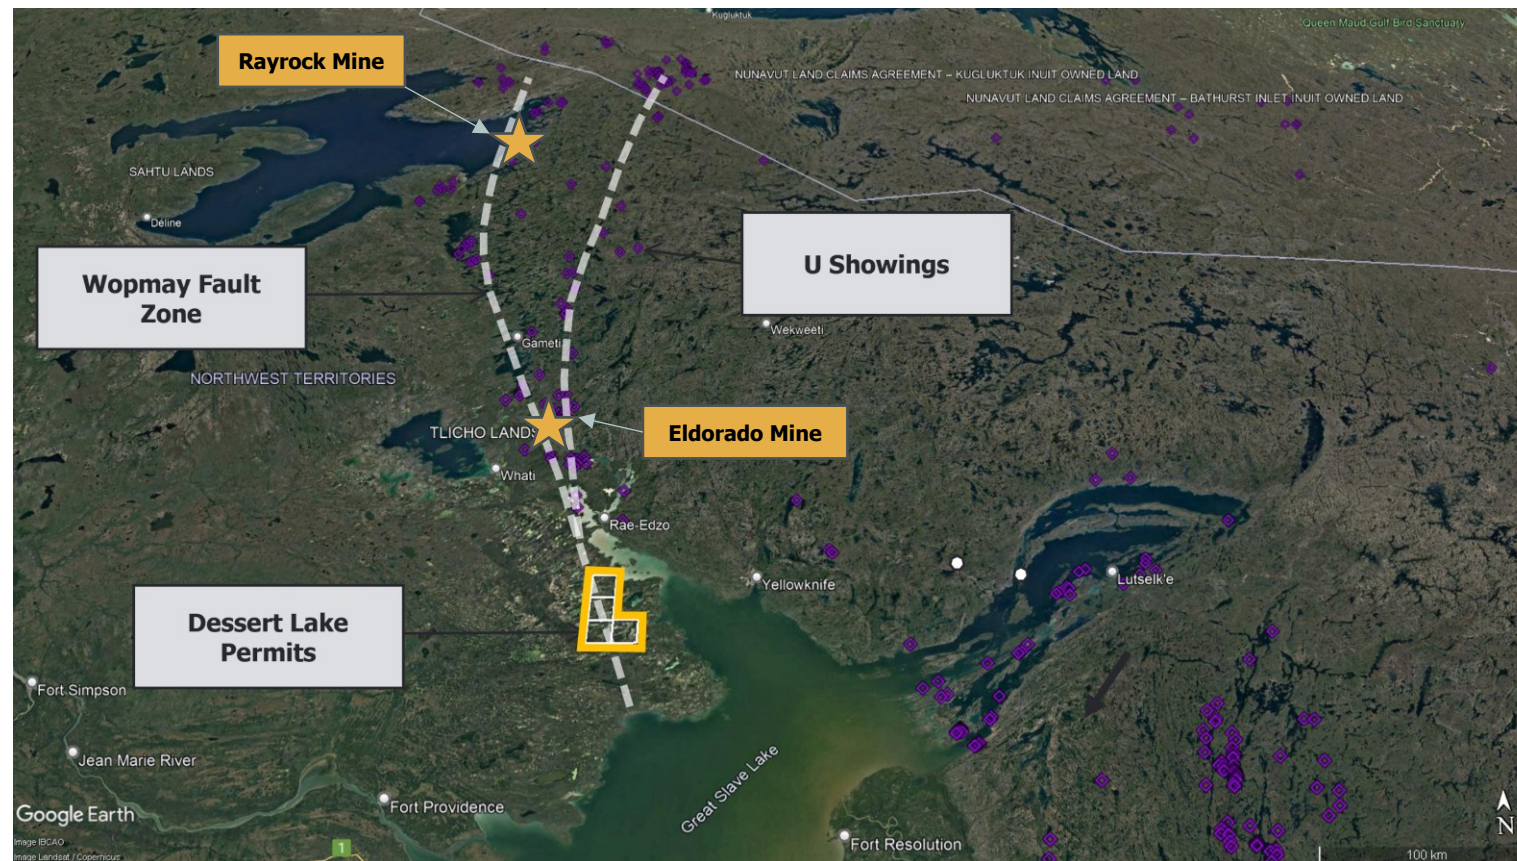 Kugluktuk
Queen Maud Gulf Bird Sanctuary
Rayrock Mine
NUNAVUT LAND CLAIMS AGREEMENT – KUGLUKTUK INUIT OWNED LAND
NUNAVUT LAND CLAIMS AGREEMENT – BATHURST INLET INUIT OWNED LAND
SAHTU LANDS
Déline
U Showings
Wopmay Fault
Zone
Wekweeti
Gameti
NORTHWEST TERRITORIES
Eldorado Mine
TLICHO LANDS
Whati
Rae-Edzo
Yellowknife
Lutselk'e
Dessert Lake
Permits
Fort Simpson
Jean Marie River
Great Slave Lake
Fort Providence
Google Earth
Fort Resolution
N
Image IBCAO
1
Image Landsat / Copernicus
100 km